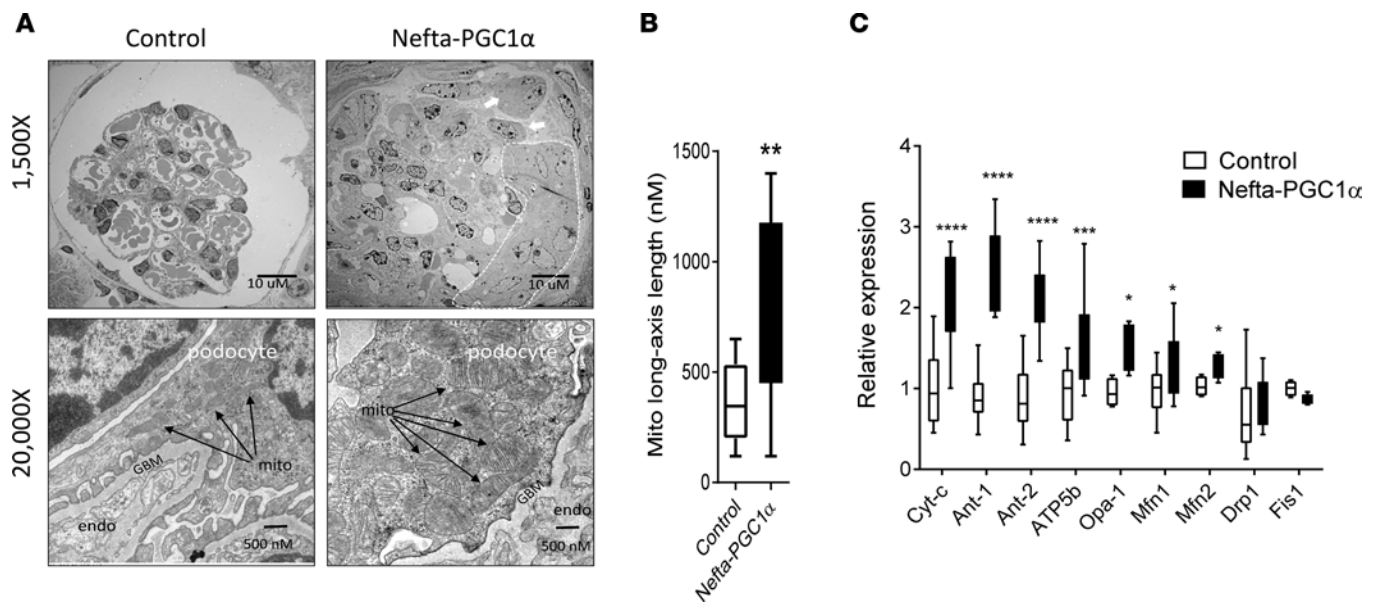 A
Control
Nefta-PGC1α
1,500X
10 uM
10 uM
20,000X
podocyte
mito
GBM
endo
500 nM
podocyte
mito
GBM
endo
500 nM
B
Mito long-axis length (nM)
1500
1000
500
0
**
Control
Nefta-PGC1α
C
Relative expression
4
3
2
1
0
Control
Nefta-PGC1α
**** **** **** *** * * *
Cyt-c
Ant-1
Ant-2
ATP5b
Opa-1
Mfn1
Mfn2
Drp1
Fis1